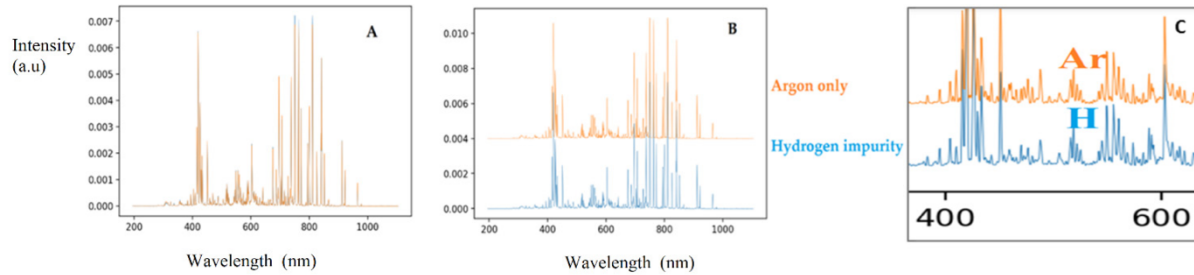 Intensity
(a.u)
A
0.007
0.006
0.005
0.004
0.003
0.002
0.001
0.000
200
400
600
800
1000
Wavelength (nm)
B
0.010
0.008
0.006
0.004
0.002
0.000
200
400
600
800
1000
Wavelength (nm)
Argon only
Hydrogen impurity
C
Ar
H
400
600